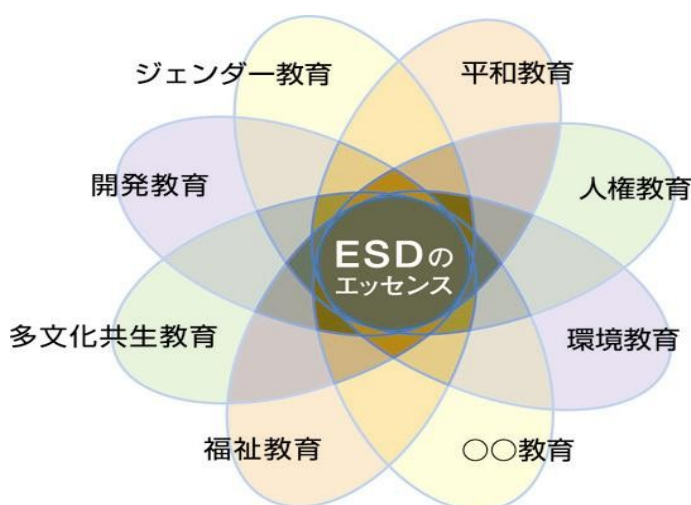 ジェンダー教育
平和教育
開発教育
人権教育
ESDの
エッセンス
多文化共生教育
環境教育
福祉教育
○○教育